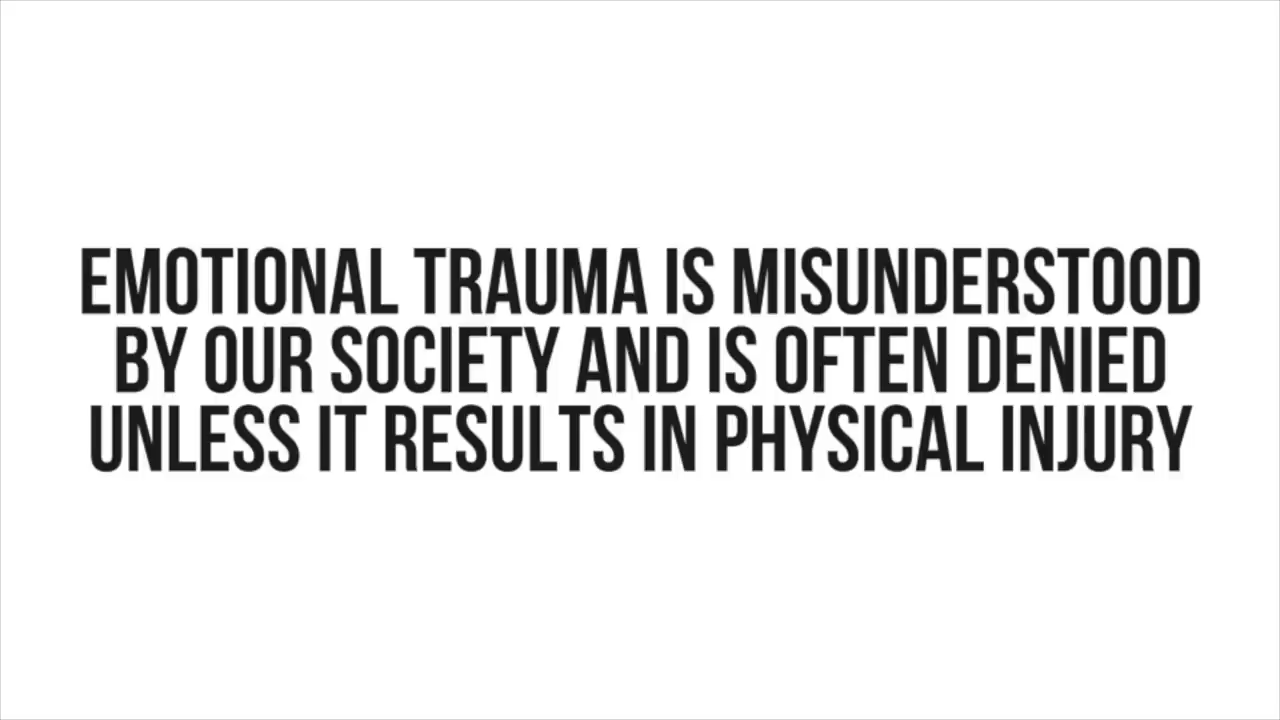 EMOTIONAL TRAUMA IS MISUNDERSTOOD
BY OUR SOCIETY AND IS OFTEN DENIED
UNLESS IT RESULTS IN PHYSICAL INJURY